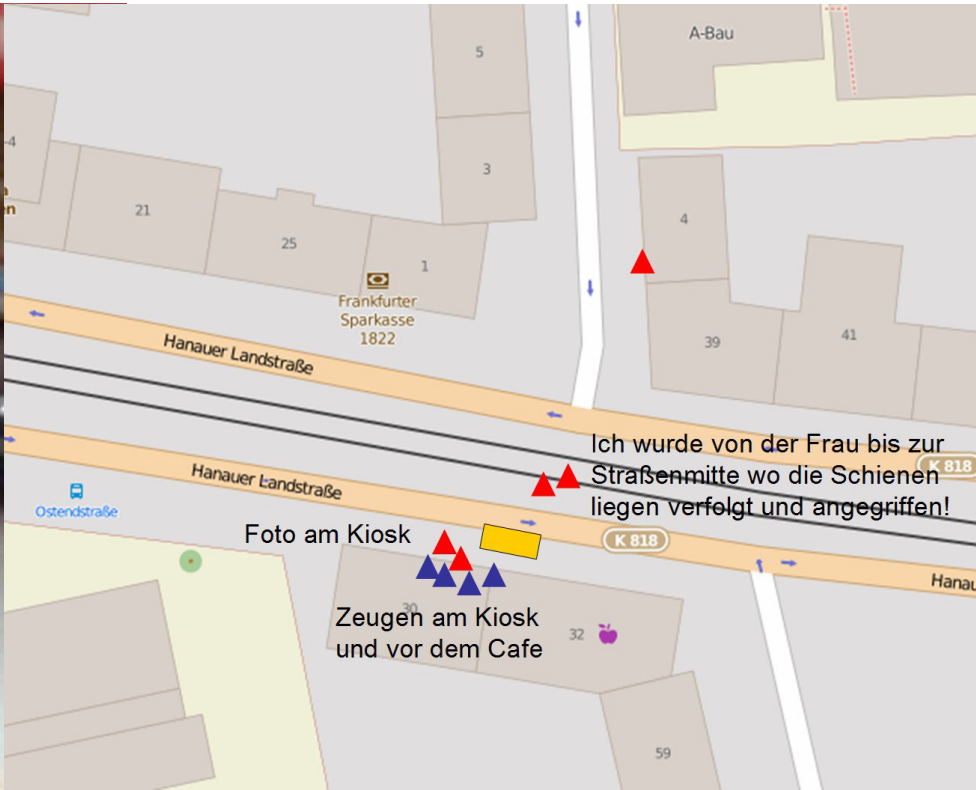 5
A-Bau
-4
3
21
25
1
4
Frankfurter
Sparkasse
1822
39
41
Hanauer Landstraße
Ich wurde von der Frau bis zur
Straßenmitte wo die Schienen
liegen verfolgt und angegriffen!
K 818
Hanauer Landstraße
Ostendstraße
Foto am Kiosk
K 818
Hanau
30
Zeugen am Kiosk
und vor dem Cafe
32
59